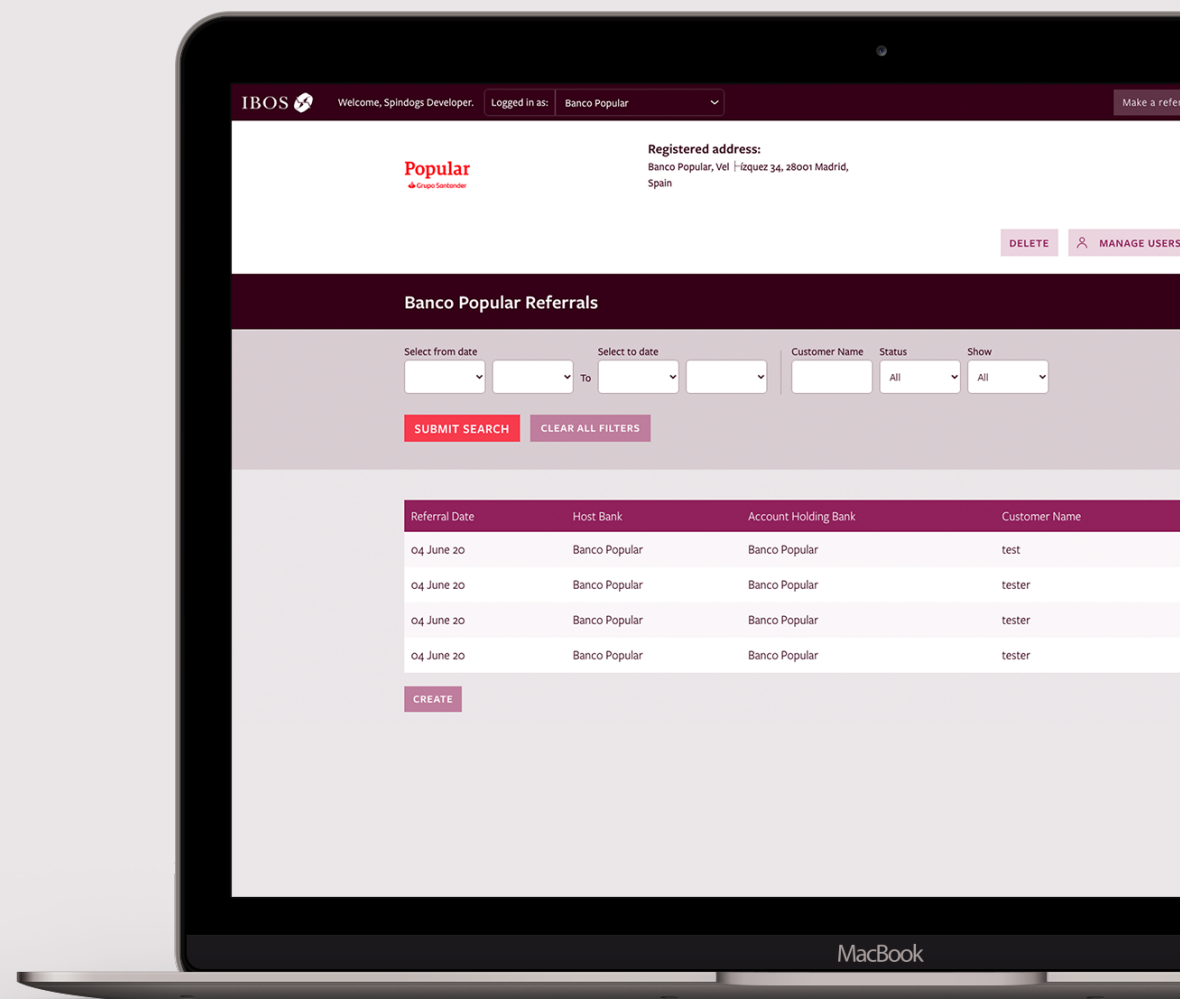 IBOS
Welcome, Spindogs Developer. Logged in as: Banco Popular
Make a refer
Popular
Grupo Santander
Registered address:
Banco Popular, Vel ├ízquez 34, 28001 Madrid,
Spain
DELETE
MANAGE USERS
Banco Popular Referrals
Select from date Select to date Customer Name Status Show
To All All
SUBMIT SEARCH CLEAR ALL FILTERS
Referral Date Host Bank Account Holding Bank Customer Name
04 June 20 Banco Popular Banco Popular test
04 June 20 Banco Popular Banco Popular tester
04 June 20 Banco Popular Banco Popular tester
04 June 20 Banco Popular Banco Popular tester
CREATE
MacBook